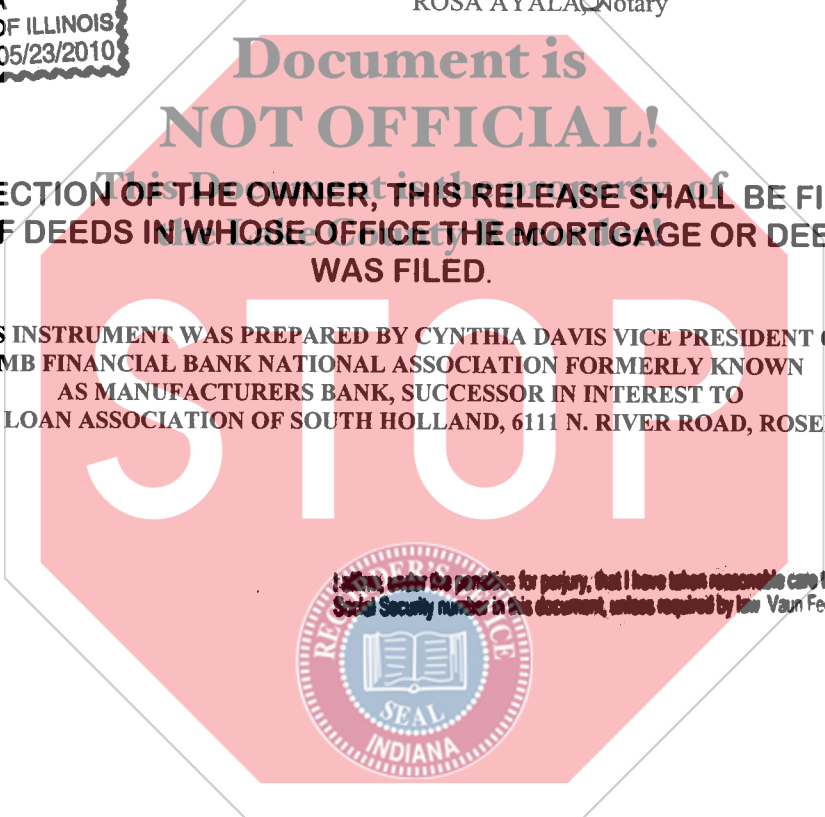 ROSA AYALA, Notary
OF ILLINOIS
05/23/2010
Document is
NOT OFFICIAL!
This Document is the property of
the Lake County Recorder!
ECTION OF THE OWNER, THIS RELEASE SHALL BE FI
F DEEDS IN WHOSE OFFICE THE MORTGAGE OR DEE
WAS FILED.
S INSTRUMENT WAS PREPARED BY CYNTHIA DAVIS VICE PRESIDENT
MB FINANCIAL BANK NATIONAL ASSOCIATION FORMERLY KNOWN
AS MANUFACTURERS BANK, SUCCESSOR IN INTEREST TO
LOAN ASSOCIATION OF SOUTH HOLLAND, 6111 N. RIVER ROAD, ROSE
STOP
I affirm, under the penalties for perjury, that I have taken reasonable care t
Social Security number in this document, unless required by law Vaun Fe
RECORDER'S OFFICE
SEAL
INDIANA